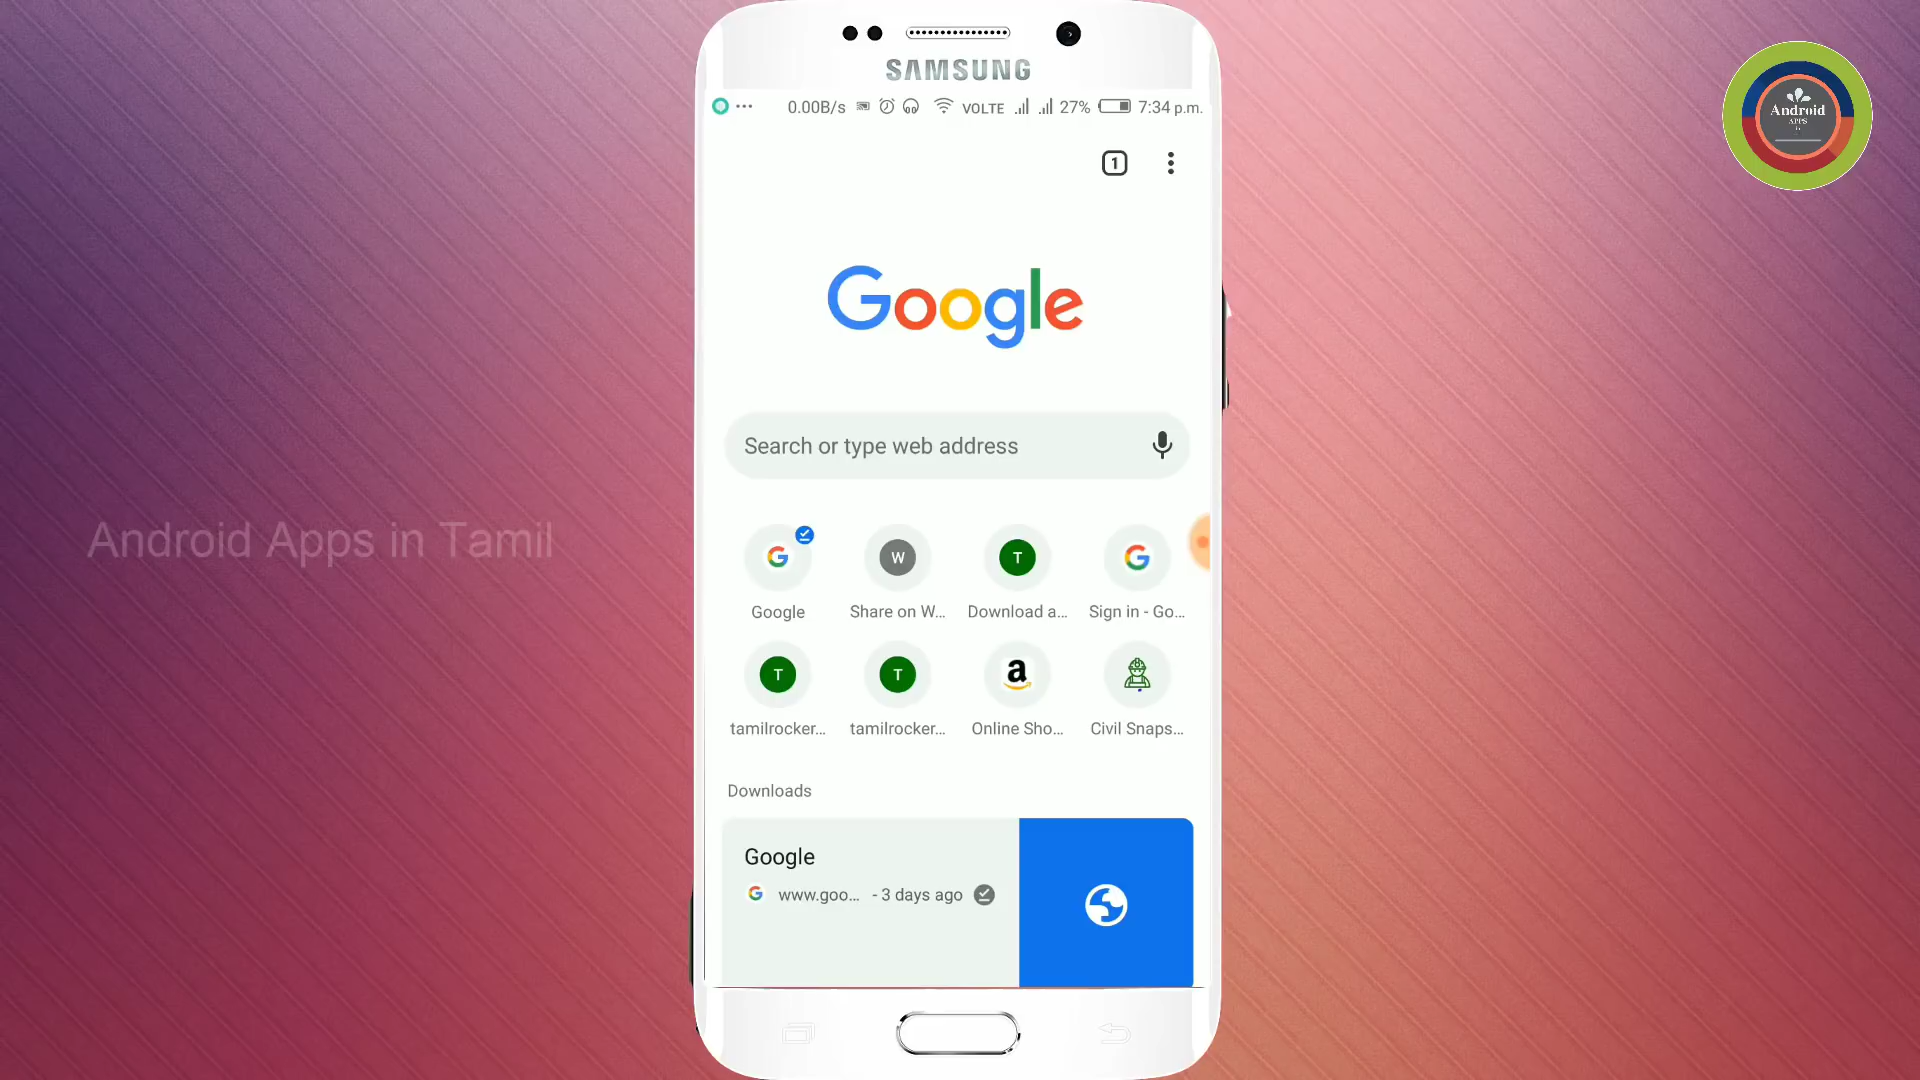 SAMSUNG
0.00B/s VOLTE 27% 7:34 p.m.
1
Android
APPS
Google
Search or type web address
W T
Google Share on W... Download a... Sign in - Go...
Android Apps in Tamil
T T a
tamilrocker... tamilrocker... Online Sho... Civil Snaps...
Downloads
Google
www.goo... - 3 days ago